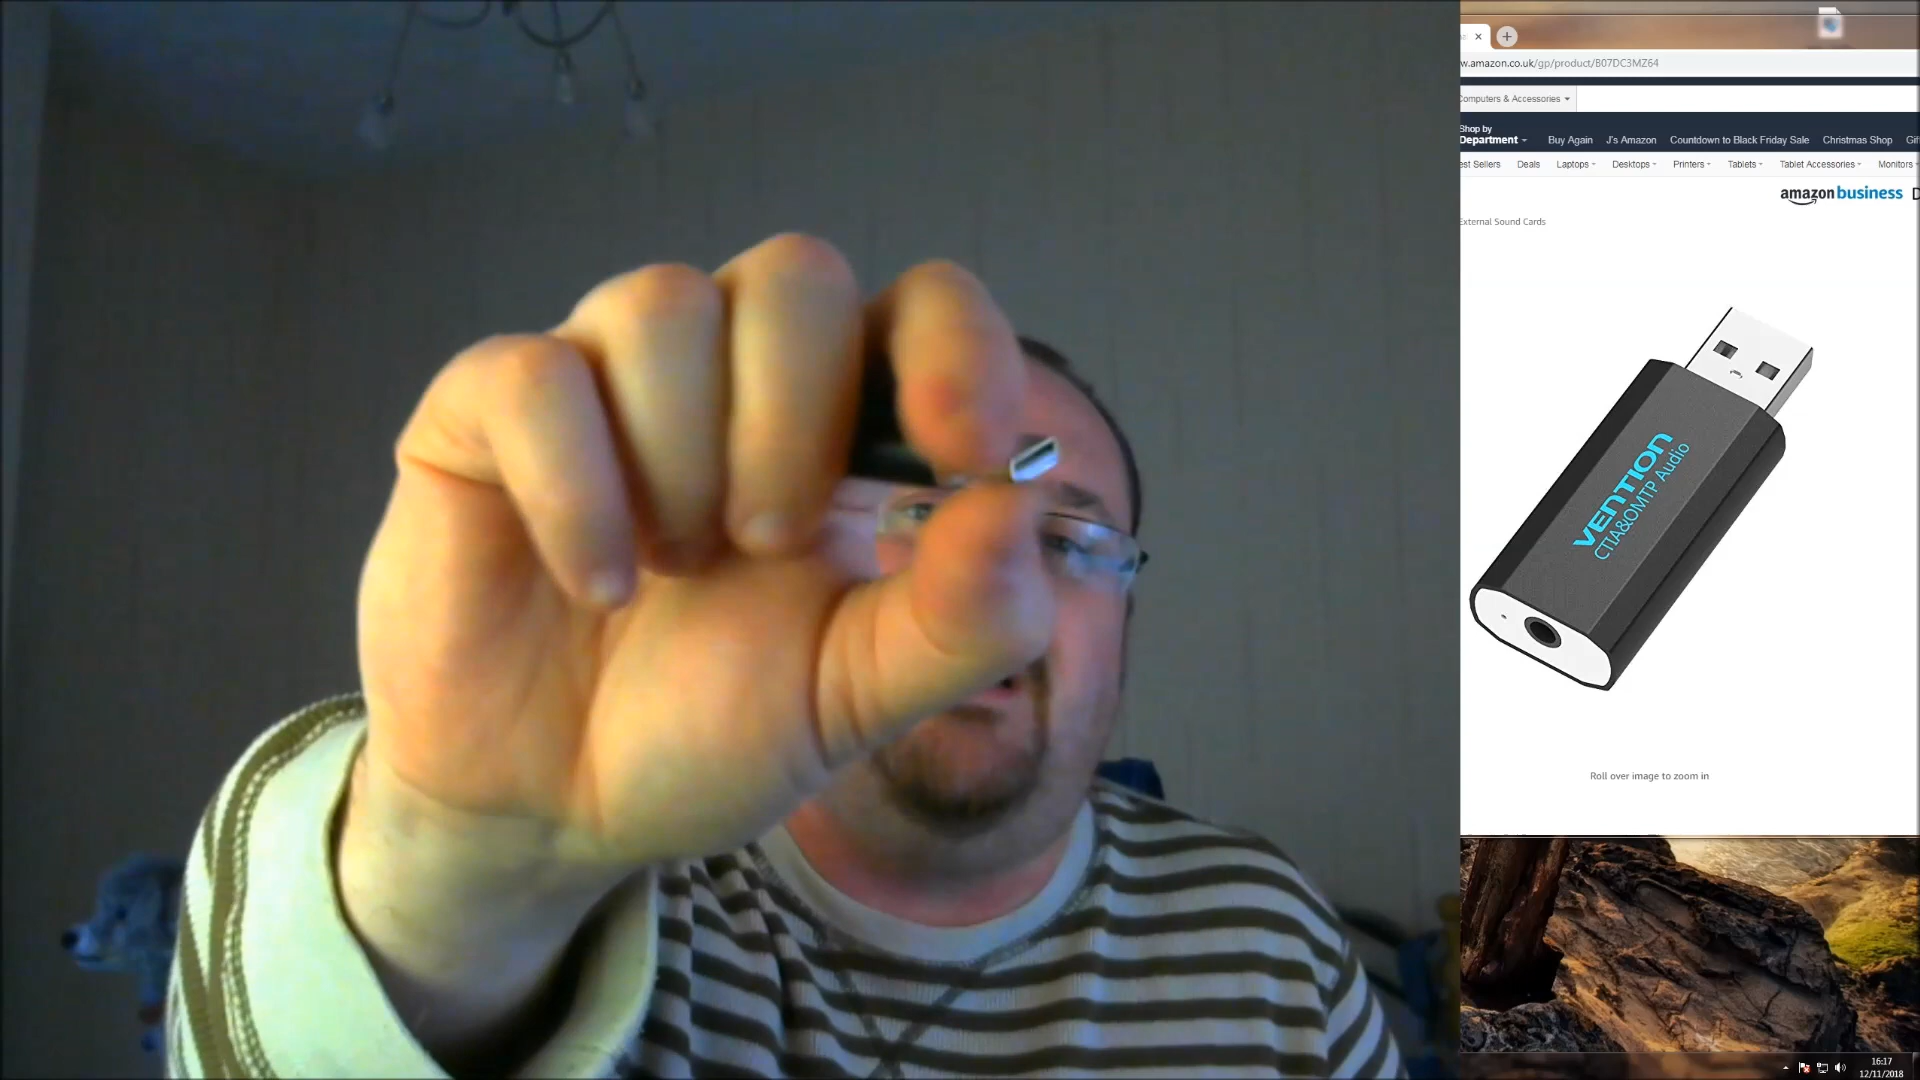 w.amazon.co.uk/gp/product/B07DC3MZ64
Computers & Accessories
Shop by
Department
Buy Again J's Amazon Countdown to Black Friday Sale Christmas Shop Gif
est Sellers Deals Laptops Desktops Printers Tablets Tablet Accessories Monitors
amazon business D
External Sound Cards
VENTION
CTIA&OMTP Audio
Roll over image to zoom in
16:17
12/11/2018